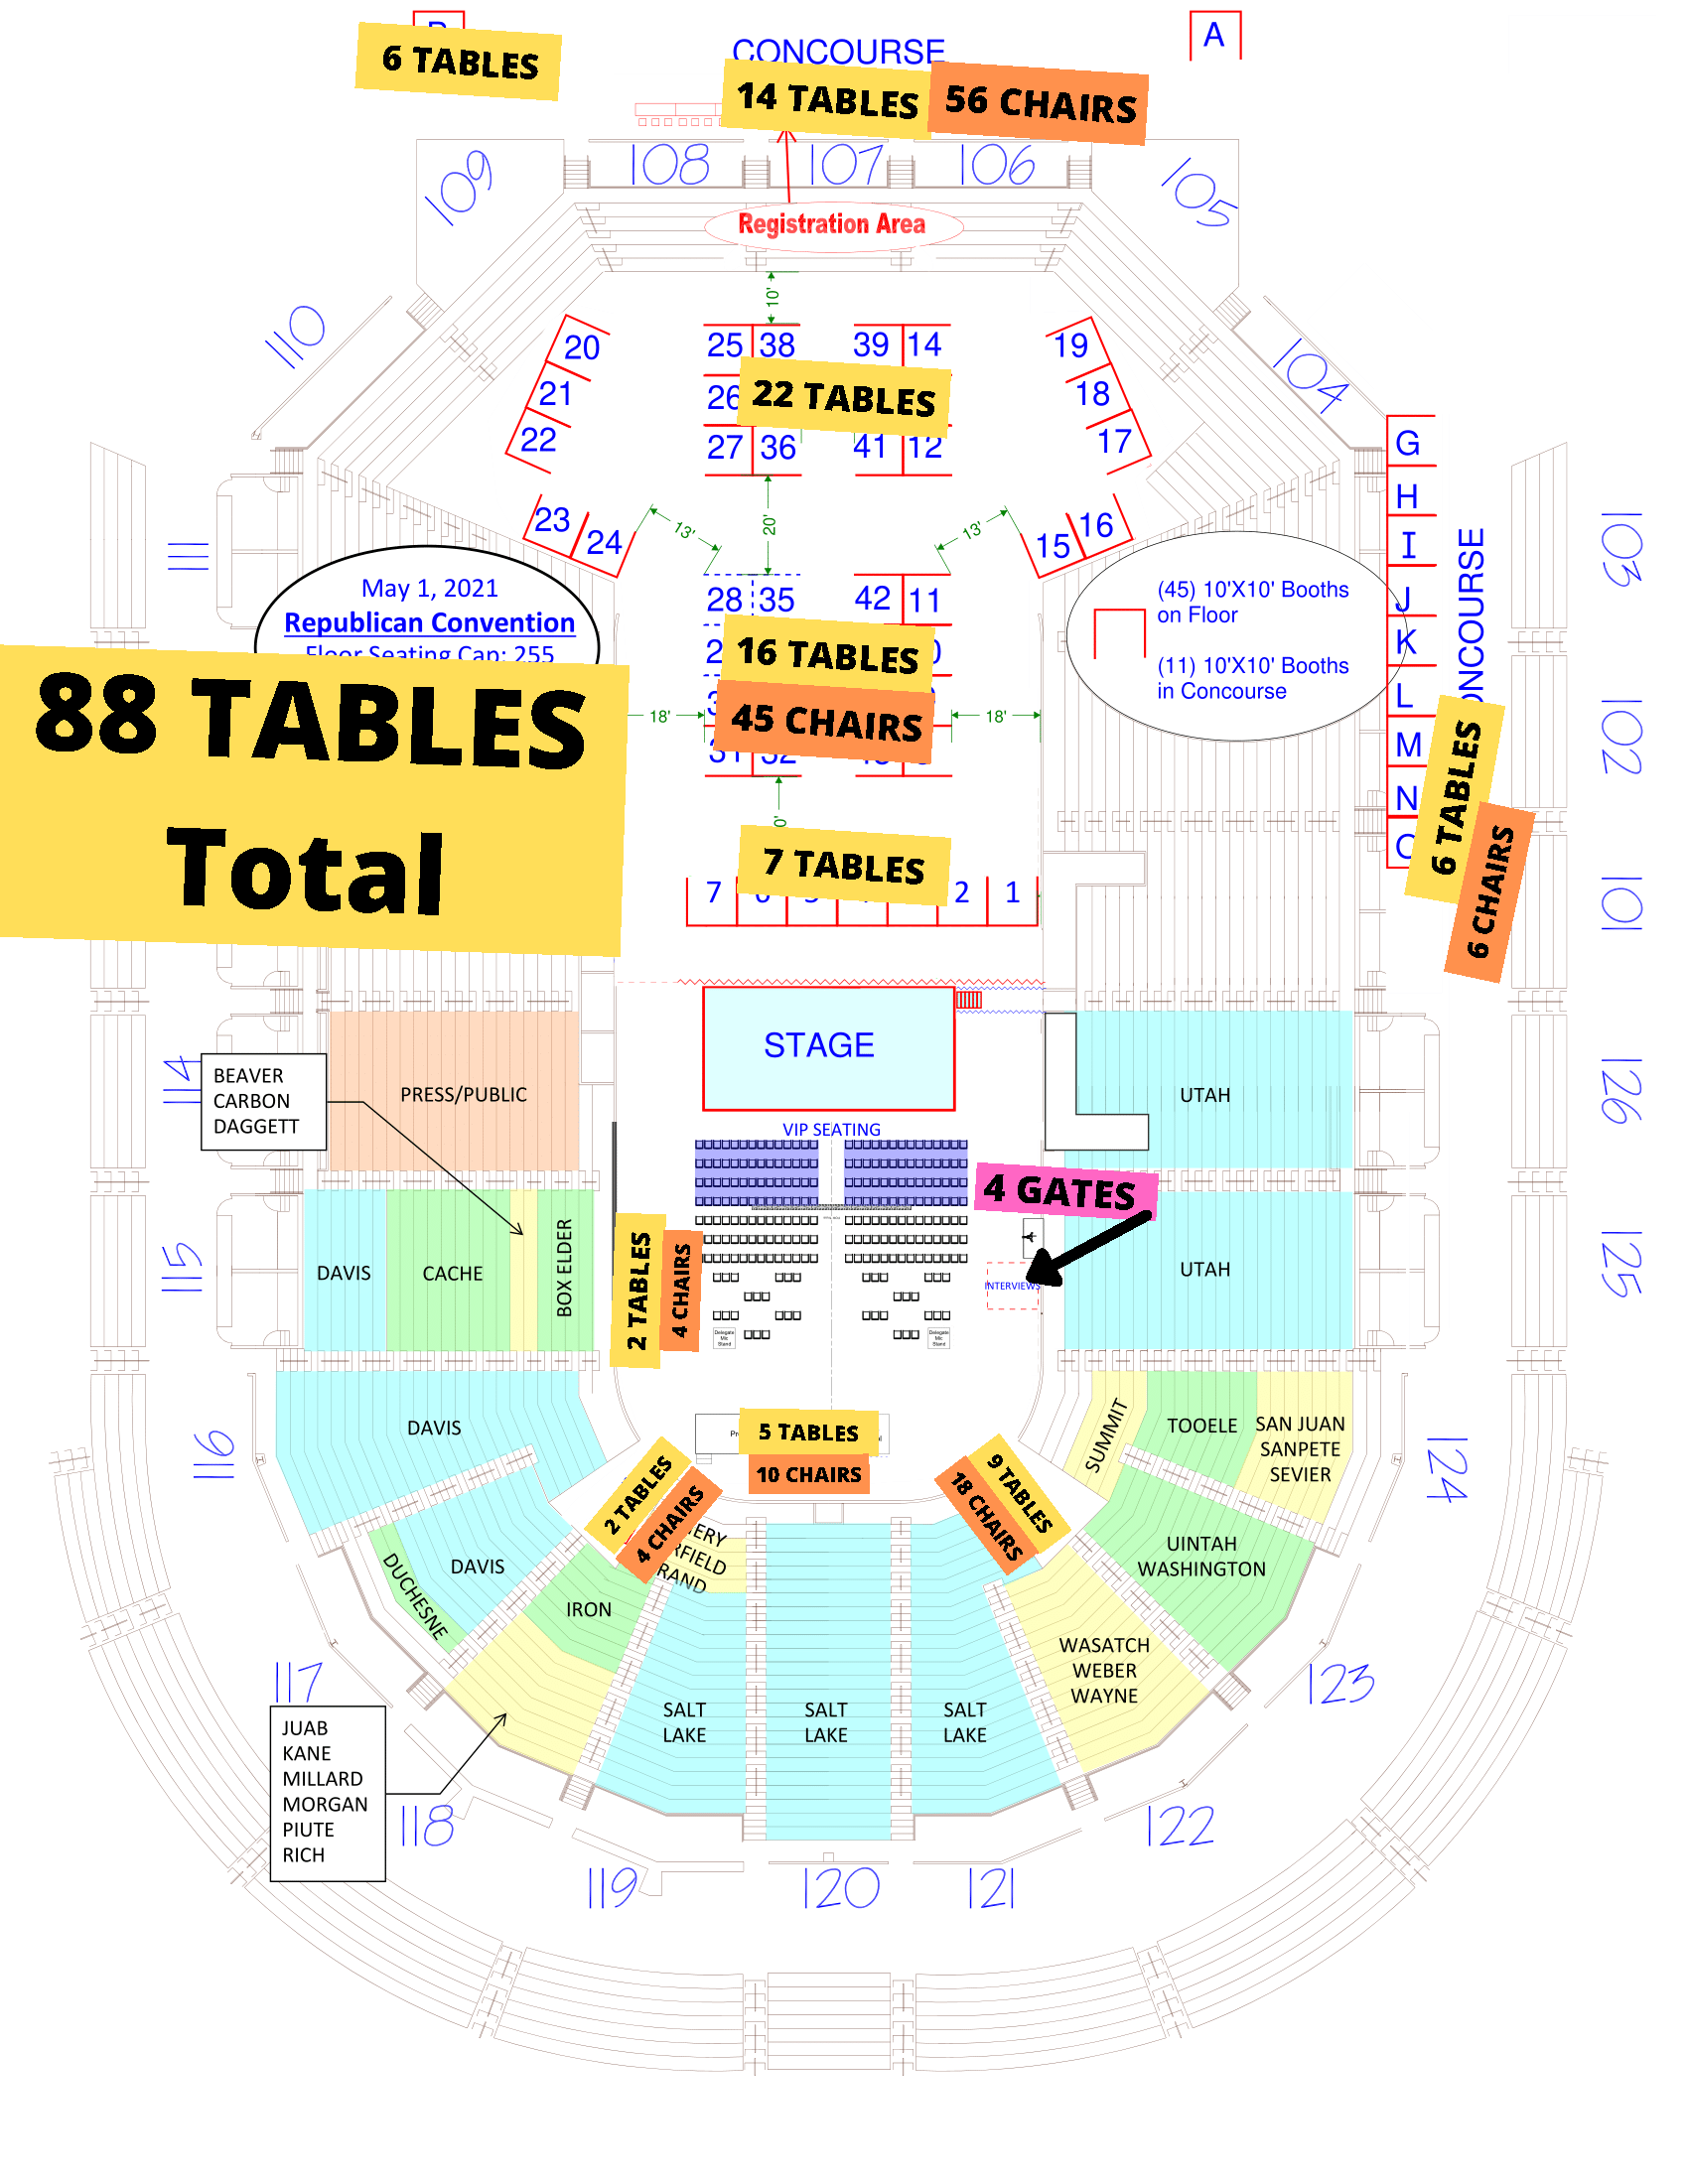 CONCOURSE
A
6 TABLES
14 TABLES
56 CHAIRS
109
108
107
106
105
Registration Area
110
104
10'
20
25 38
39 14
19
21
26
22 TABLES
18
22
27 36
41 12
17
G
H
I
J
K
L
M
N
CONCOURSE
103
102
101
23 24
13'
20'
13'
15 16
111
May 1, 2021
Republican Convention
Floor Seating Cap: 255
28 35
42 11
(45) 10'X10' Booths
on Floor
(11) 10'X10' Booths
in Concourse
16 TABLES
45 CHAIRS
18'
18'
31 32
88 TABLES
Total
6 TABLES
6 CHAIRS
7 TABLES
7
2
1
STAGE
114
BEAVER
CARBON
DAGGETT
PRESS/PUBLIC
UTAH
126
VIP SEATING
4 GATES
115
DAVIS
CACHE
BOX ELDER
2 TABLES
4 CHAIRS
INTERVIEWS
UTAH
125
Delegate
Mic
Stand
Delegate
Mic
Stand
116
DAVIS
5 TABLES
10 CHAIRS
SUMMIT
TOOELE
SAN JUAN
SANPETE
SEVIER
124
2 TABLES
4 CHAIRS
9 TABLES
18 CHAIRS
DUCHESNE
DAVIS
IRON
UINTAH
WASHINGTON
117
JUAB
KANE
MILLARD
MORGAN
PIUTE
RICH
SALT
LAKE
SALT
LAKE
SALT
LAKE
WASATCH
WEBER
WAYNE
123
118
122
119
120
121